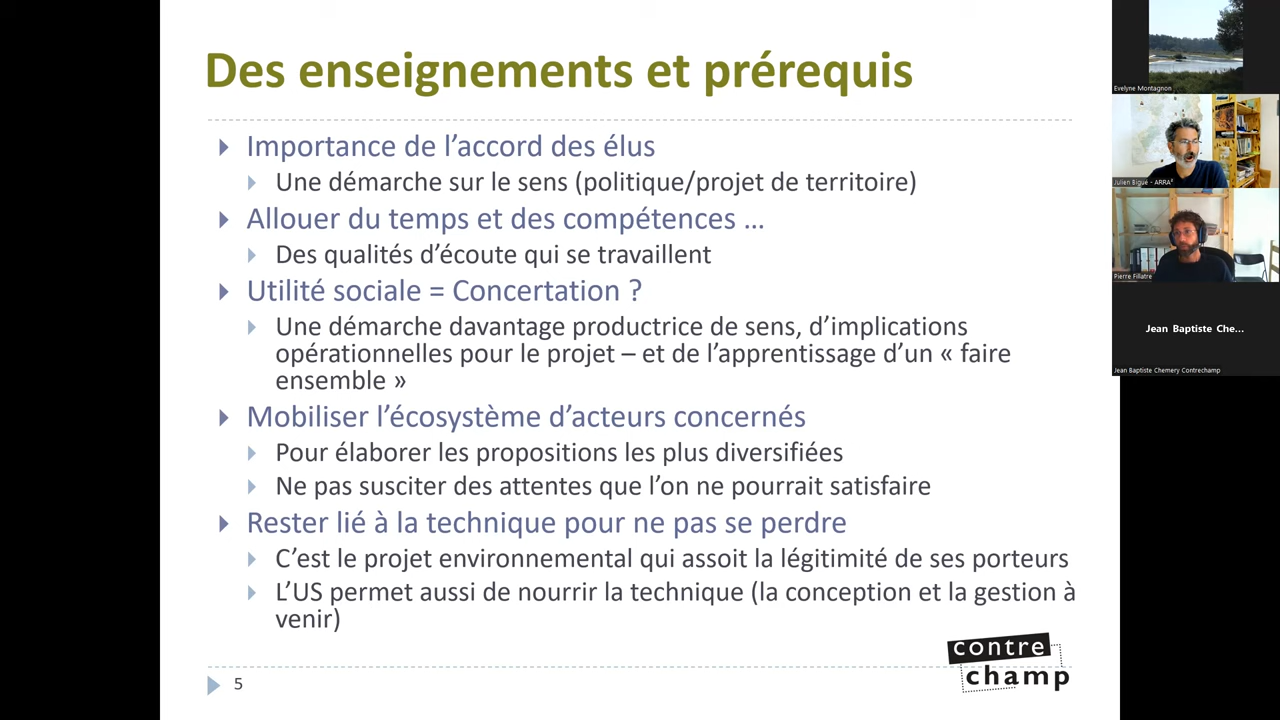 Des enseignements et prérequis
Importance de l’accord des élus
Une démarche sur le sens (politique/projet de territoire)
Allouer du temps et des compétences …
Des qualités d’écoute qui se travaillent
Utilité sociale = Concertation ?
Une démarche davantage productrice de sens, d’implications
opérationnelles pour le projet – et de l’apprentissage d’un « faire
ensemble »
Mobiliser l’écosystème d’acteurs concernés
Pour élaborer les propositions les plus diversifiées
Ne pas susciter des attentes que l’on ne pourrait satisfaire
Rester lié à la technique pour ne pas se perdre
C’est le projet environnemental qui assoit la légitimité de ses porteurs
L’US permet aussi de nourrir la technique (la conception et la gestion à
venir)
contre
champ
5
Evelyne Montagnon
Julien Bigue - ARRA²
Pierre Fillatre
Jean Baptiste Che...
Jean Baptiste Chemery Contrechamp